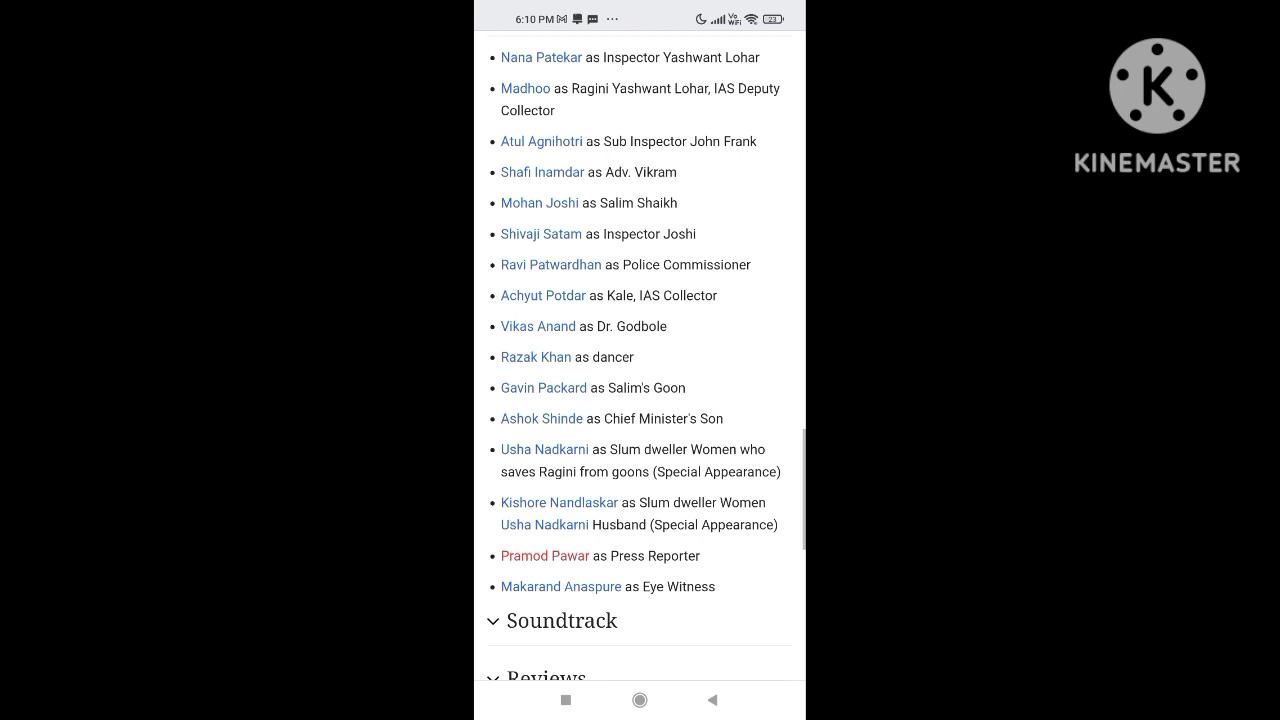 6:10 PM
Vo WiFi
23
Nana Patekar as Inspector Yashwant Lohar
Madhoo as Ragini Yashwant Lohar, IAS Deputy
Collector
Atul Agnihotri as Sub Inspector John Frank
Shafi Inamdar as Adv. Vikram
Mohan Joshi as Salim Shaikh
Shivaji Satam as Inspector Joshi
Ravi Patwardhan as Police Commissioner
Achyut Potdar as Kale, IAS Collector
Vikas Anand as Dr. Godbole
Razak Khan as dancer
Gavin Packard as Salim's Goon
Ashok Shinde as Chief Minister's Son
Usha Nadkarni as Slum dweller Women who
saves Ragini from goons (Special Appearance)
Kishore Nandlaskar as Slum dweller Women
Usha Nadkarni Husband (Special Appearance)
Pramod Pawar as Press Reporter
Makarand Anaspure as Eye Witness
Soundtrack
Reviews
K
KINEMASTER